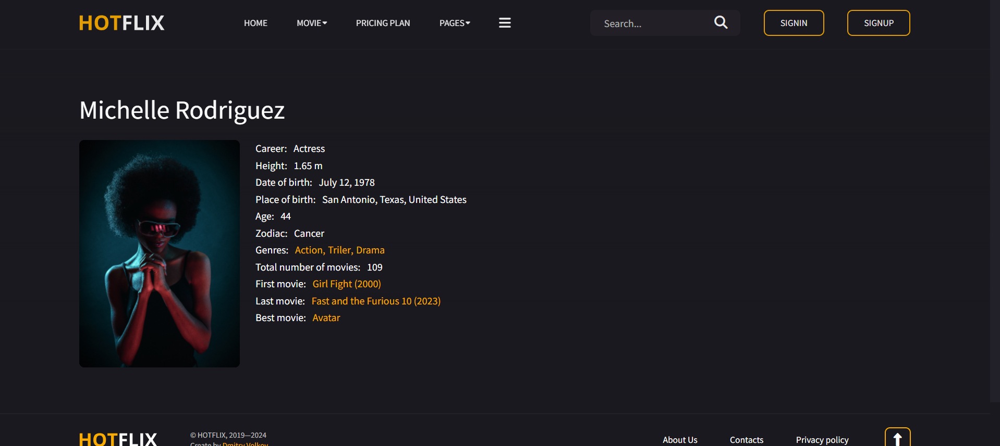 HOTFLIX
HOME MOVIE PRICING PLAN PAGES
Search...
SIGNIN
SIGNUP
Michelle Rodriguez
Career: Actress
Height: 1.65 m
Date of birth: July 12, 1978
Place of birth: San Antonio, Texas, United States
Age: 44
Zodiac: Cancer
Genres: Action, Triler, Drama
Total number of movies: 109
First movie: Girl Fight (2000)
Last movie: Fast and the Furious 10 (2023)
Best movie: Avatar
HOTFLIX
© HOTFLIX, 2019—2024
Create by Dmitry Volkov
About Us Contacts Privacy policy